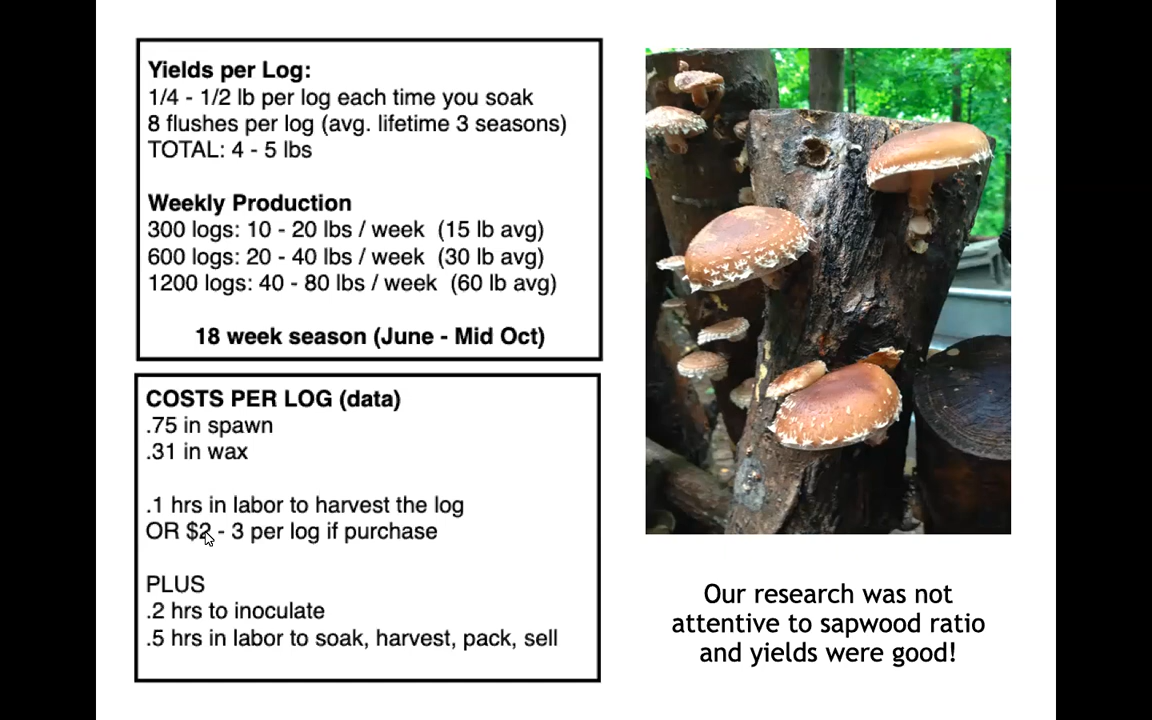 Yields per Log:
1/4 - 1/2 lb per log each time you soak
8 flushes per log (avg. lifetime 3 seasons)
TOTAL: 4 - 5 lbs
Weekly Production
300 logs: 10 - 20 lbs / week (15 lb avg)
600 logs: 20 - 40 lbs / week (30 lb avg)
1200 logs: 40 - 80 lbs / week (60 lb avg)
18 week season (June - Mid Oct)
COSTS PER LOG (data)
.75 in spawn
.31 in wax
.1 hrs in labor to harvest the log
OR $2 - 3 per log if purchase
PLUS
.2 hrs to inoculate
.5 hrs in labor to soak, harvest, pack, sell
Our research was not
attentive to sapwood ratio
and yields were good!